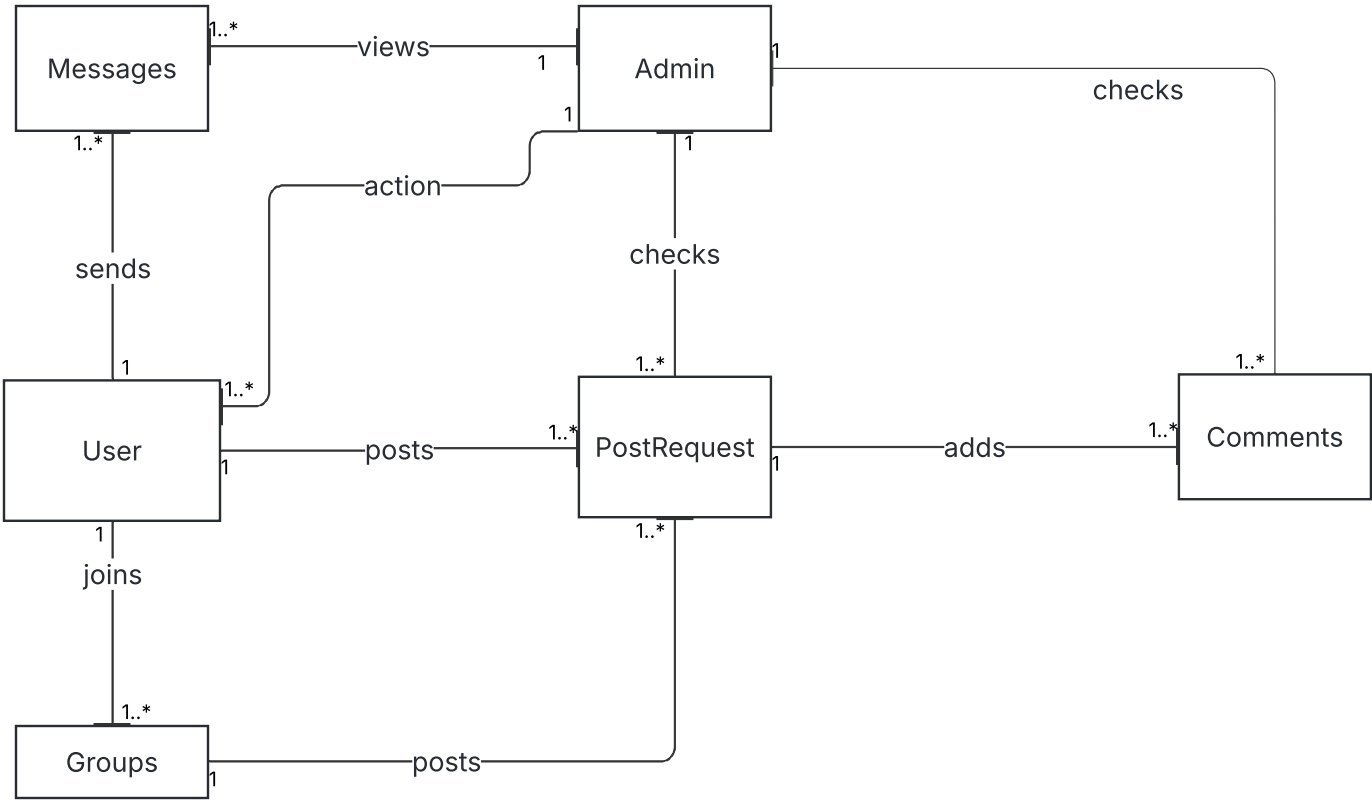 1..*
views
1
Messages
Admin
1
checks
1..*
1
1
action
sends
checks
1
1..*
1..*
1..*
User
1
posts
1..*
PostRequest
1
adds
1..*
Comments
1
joins
1..*
1..*
Groups
1
posts